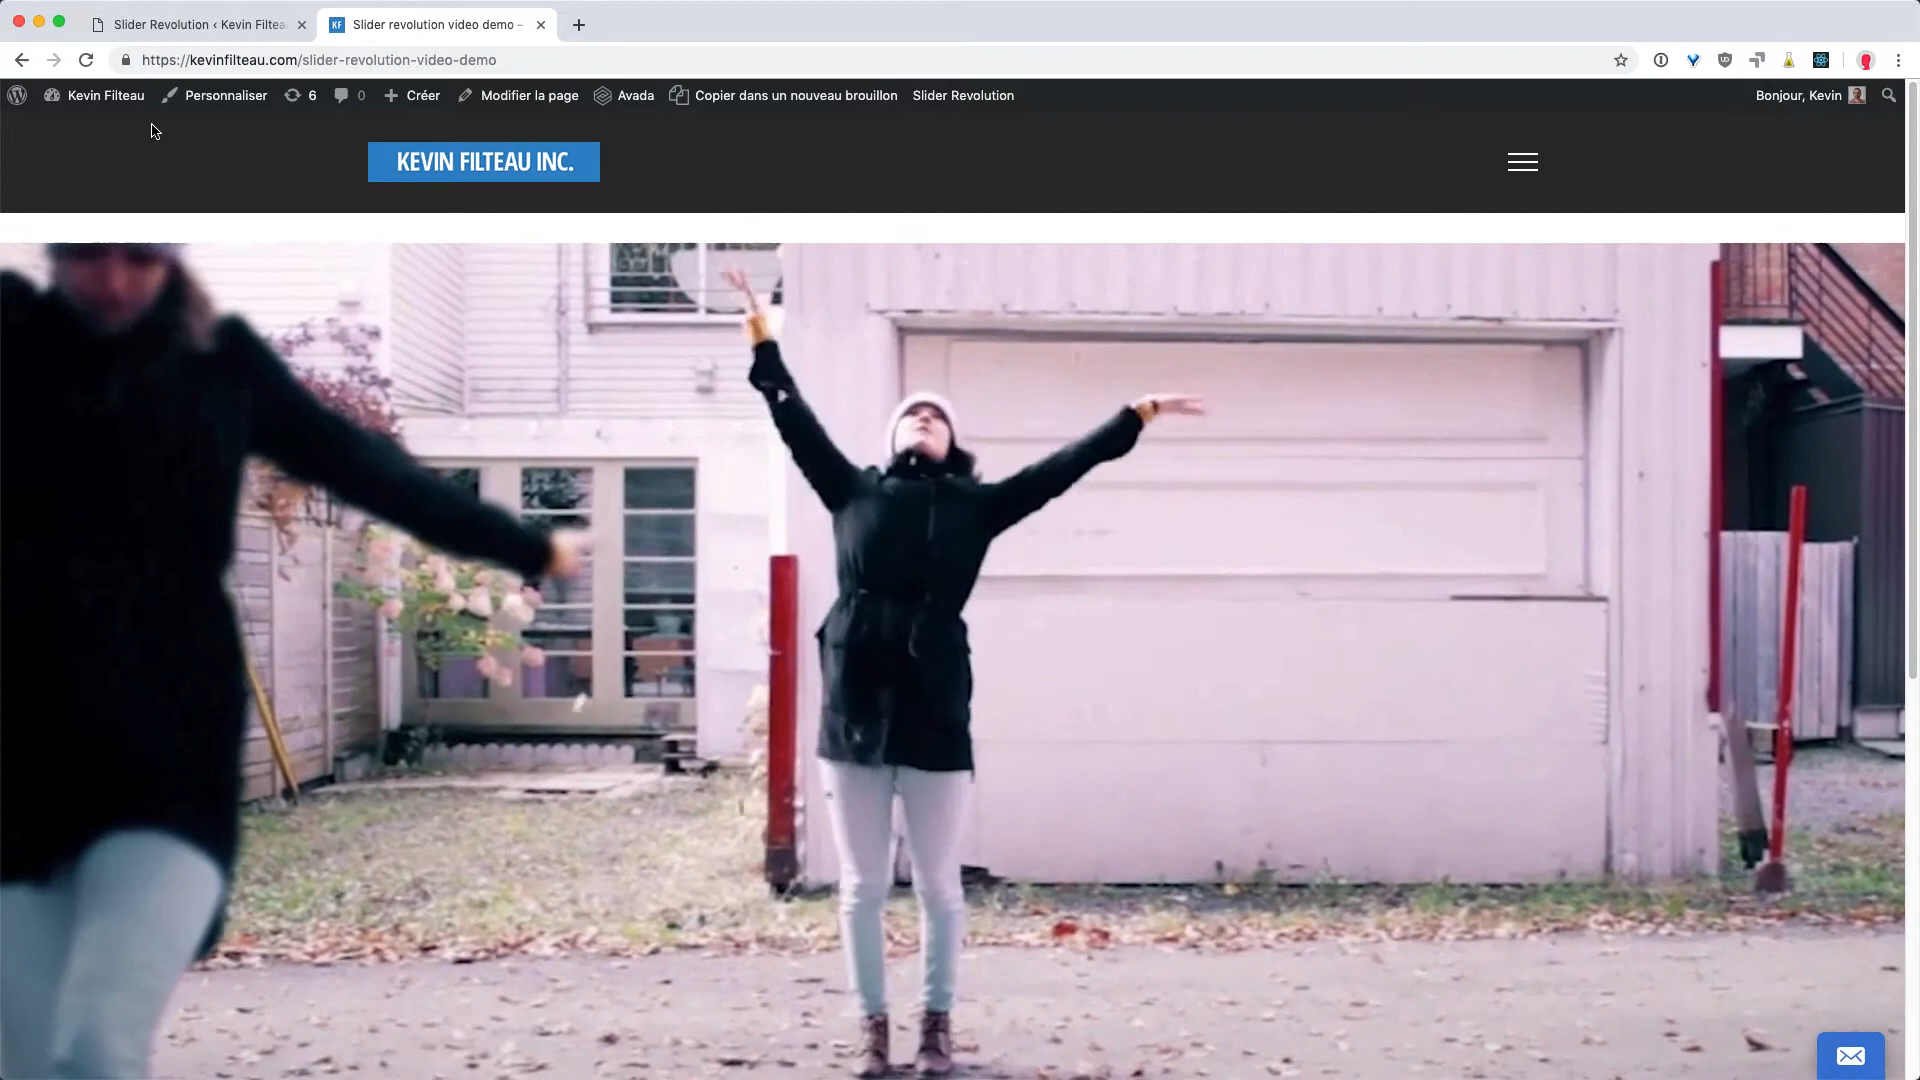 Slider Revolution ‹ Kevin Filtea
Slider revolution video demo –
https://kevinfilteau.com/slider-revolution-video-demo
Kevin Filteau Personnaliser 6 0 Créer Modifier la page Avada Copier dans un nouveau brouillon Slider Revolution Bonjour, Kevin
KEVIN FILTEAU INC.